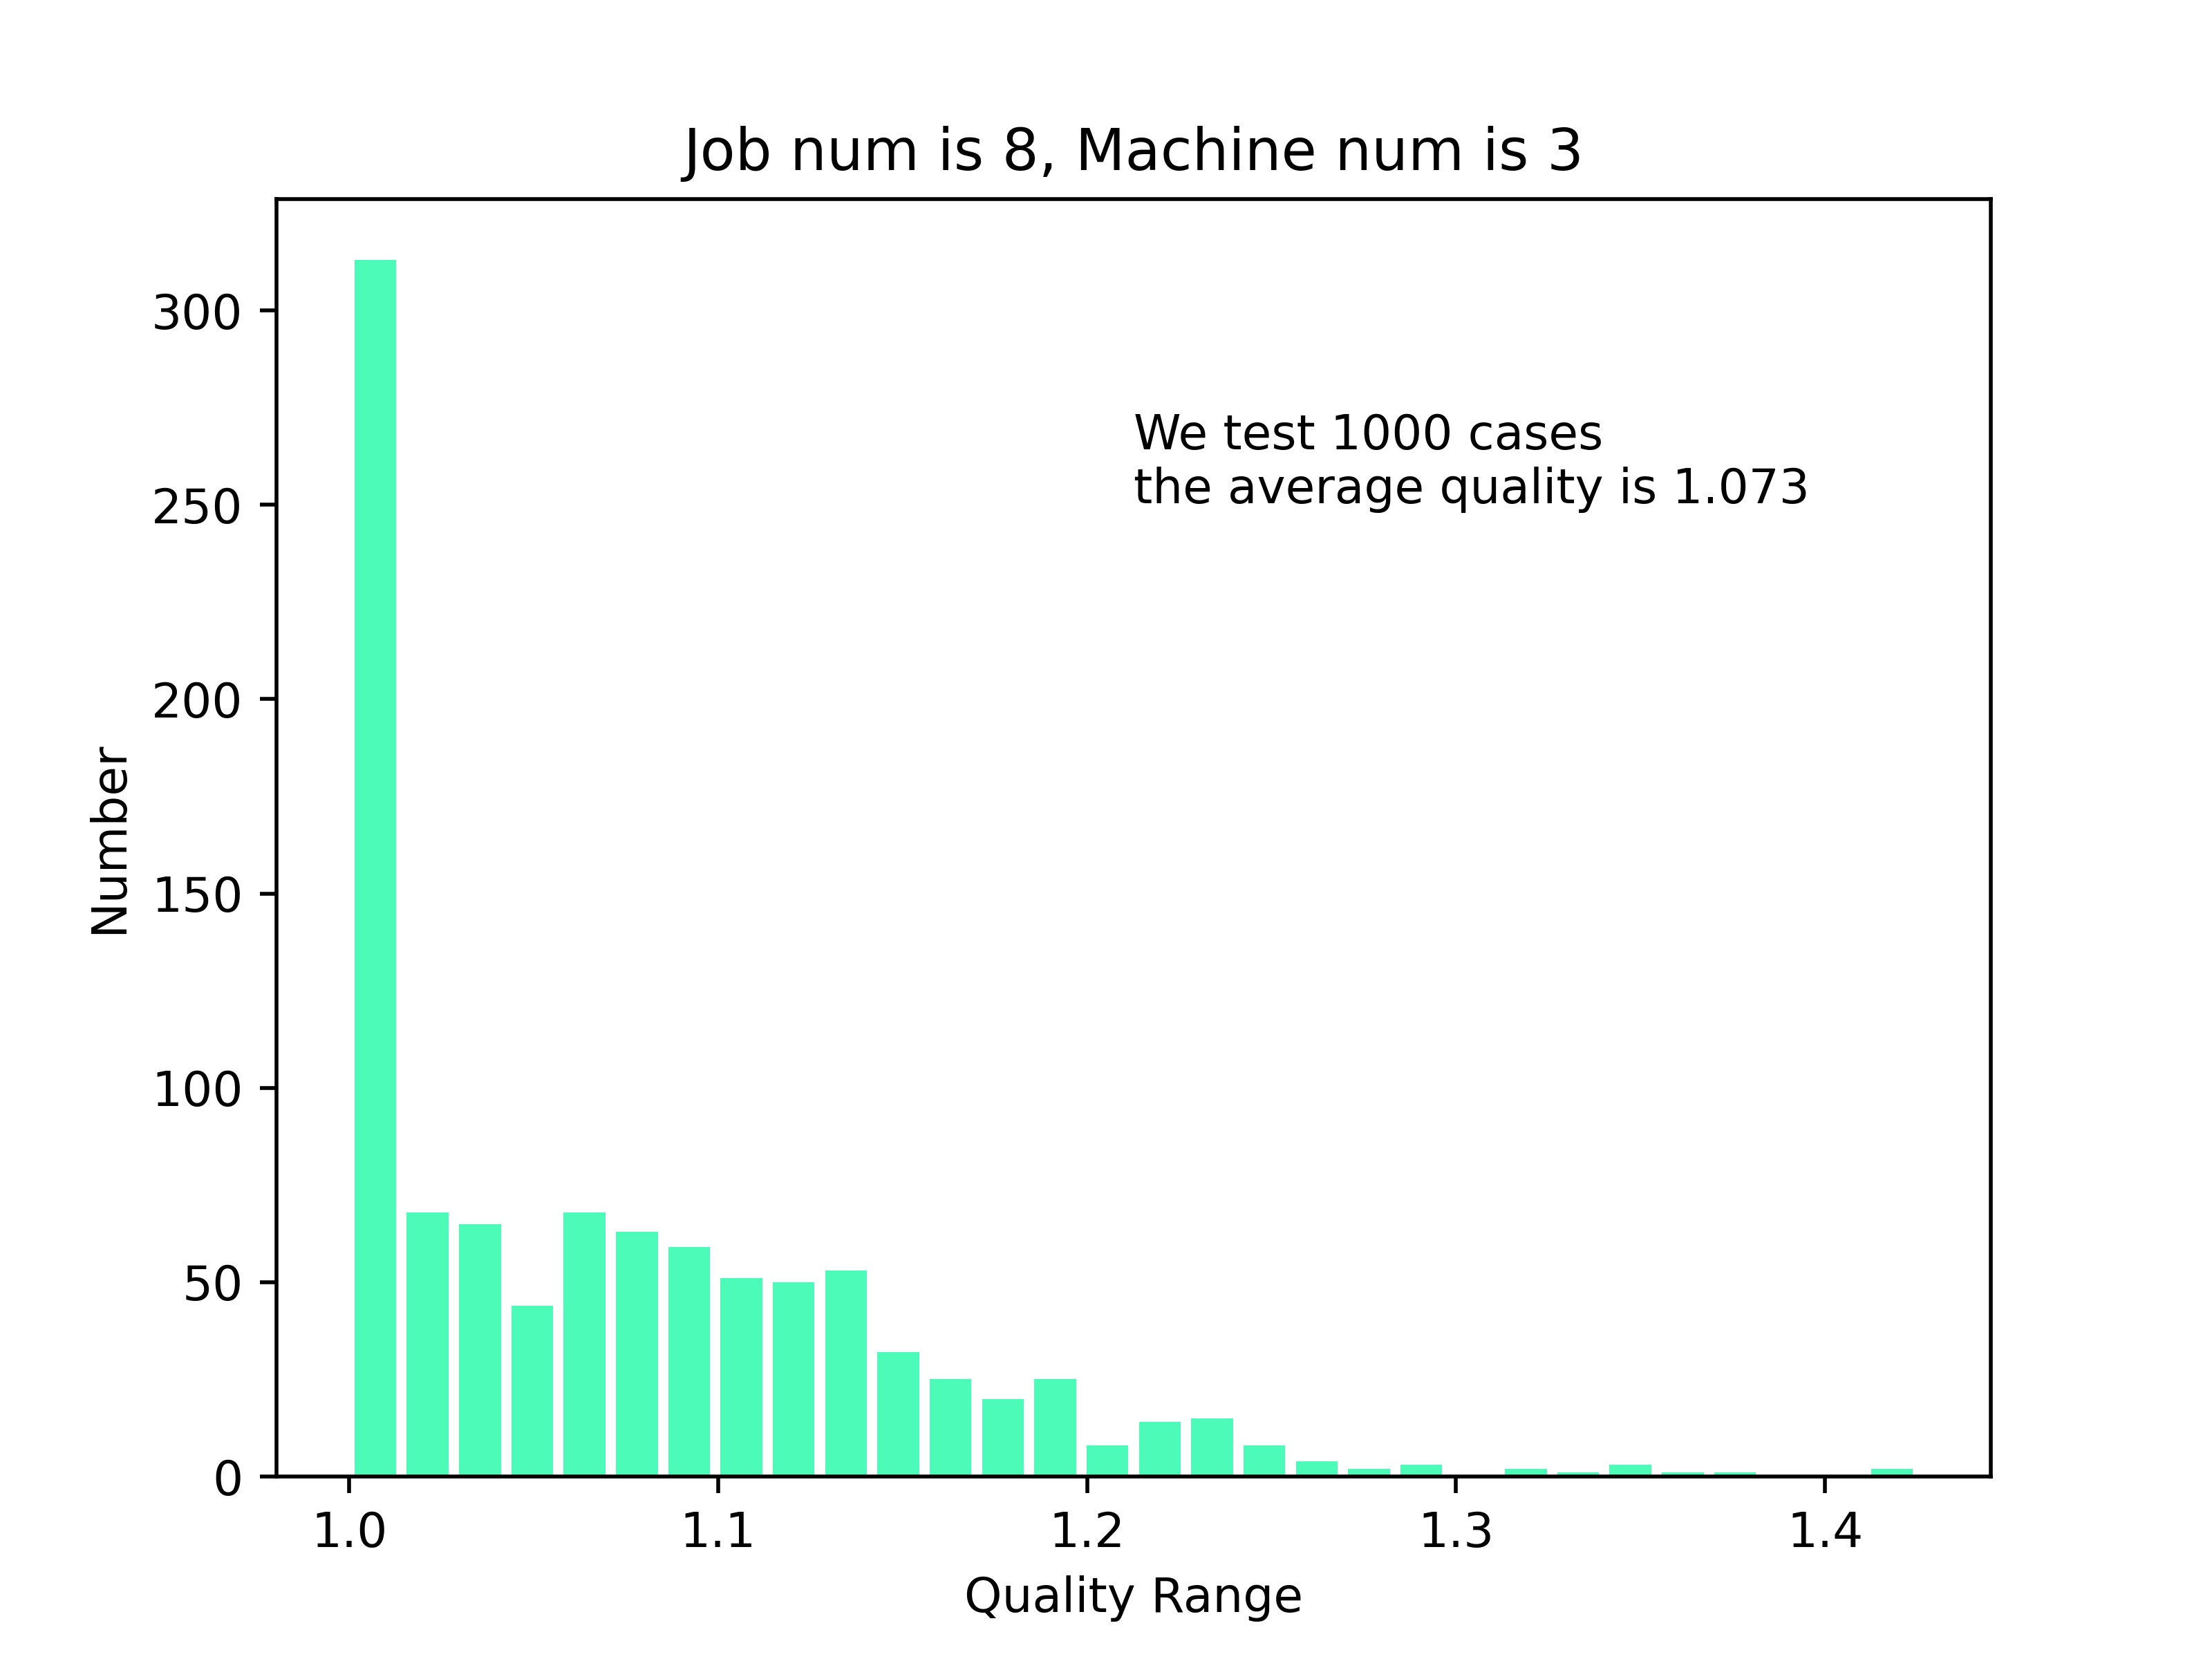 Job num is 8, Machine num is 3
We test 1000 cases
the average quality is 1.073
Number
300
250
200
150
100
50
0
1.0 1.1 1.2 1.3 1.4
Quality Range